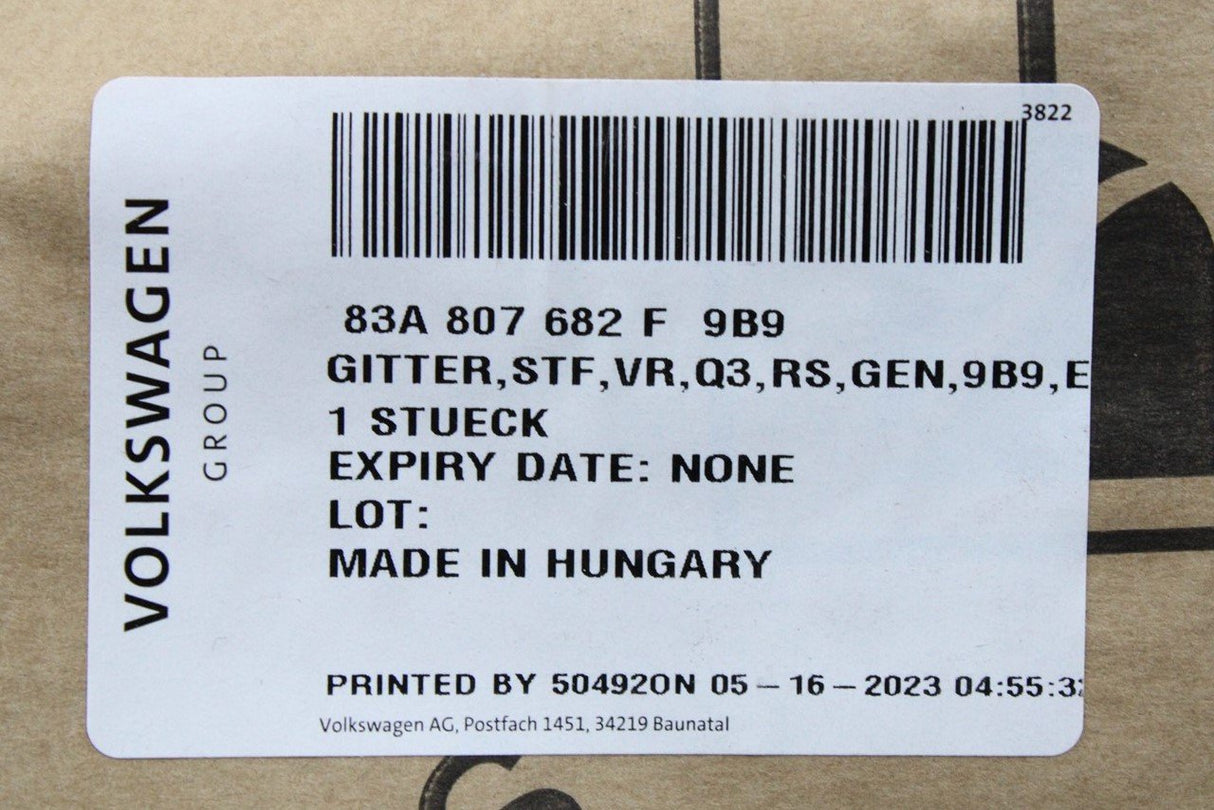 3822
VOLKSWAGEN
GROUP
83A 807 682 F 9B9
GITTER,STF,VR,Q3,RS,GEN,9B9,E
1 STUECK
EXPIRY DATE: NONE
LOT:
MADE IN HUNGARY
PRINTED BY 504920N 05-16-2023 04:55:3
Volkswagen AG, Postfach 1451, 34219 Baunatal